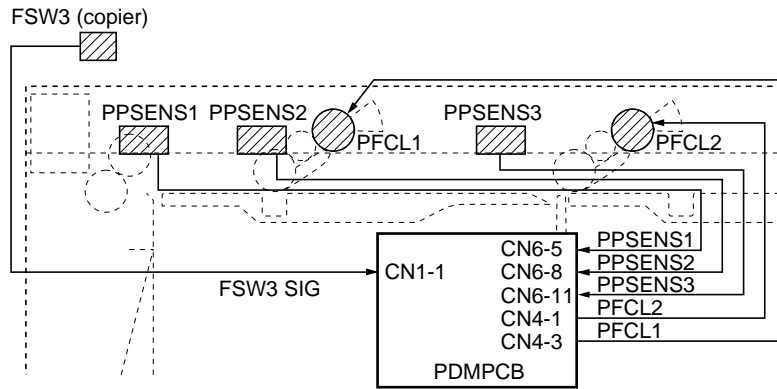 FSW3 (copier)
PPSENS1
PPSENS2
PFCL1
PPSENS3
PFCL2
CN6-5
PPSENS1
CN1-1
CN6-8
PPSENS2
FSW3 SIG
CN6-11
PPSENS3
CN4-1
PFCL2
CN4-3
PFCL1
PDMPCB